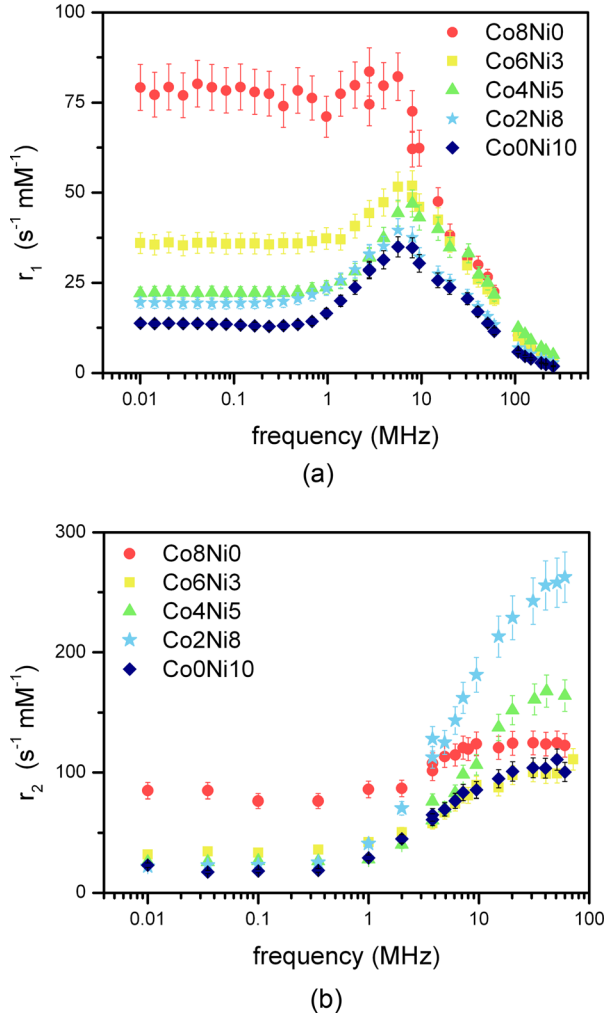 100
75
50
25
0
r₁ (s⁻¹ mM⁻¹)
Co8Ni0
Co6Ni3
Co4Ni5
Co2Ni8
Co0Ni10
0.01 0.1 1 10 100
frequency (MHz)
(a)
300
200
100
0
r₂ (s⁻¹ mM⁻¹)
Co8Ni0
Co6Ni3
Co4Ni5
Co2Ni8
Co0Ni10
0.01 0.1 1 10 100
frequency (MHz)
(b)